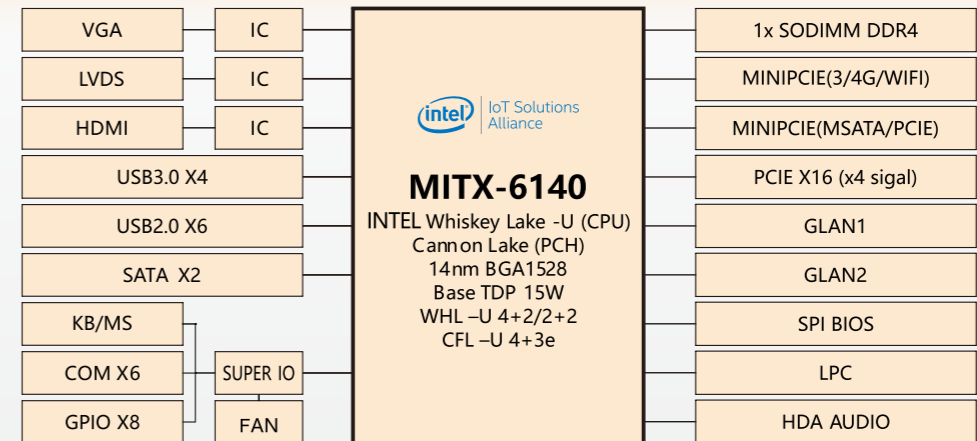 VGA
IC
LVDS
IC
HDMI
IC
USB3.0 X4
USB2.0 X6
SATA X2
KB/MS
COM X6
SUPER IO
GPIO X8
FAN
intel
IoT Solutions
Alliance
MITX-6140
INTEL Whiskey Lake -U (CPU)
Cannon Lake (PCH)
14nm BGA1528
Base TDP 15W
WHL –U 4+2/2+2
CFL –U 4+3e
1x SODIMM DDR4
MINIPCIE(3/4G/WIFI)
MINIPCIE(MSATA/PCIE)
PCIE X16 (x4 sigal)
GLAN1
GLAN2
SPI BIOS
LPC
HDA AUDIO